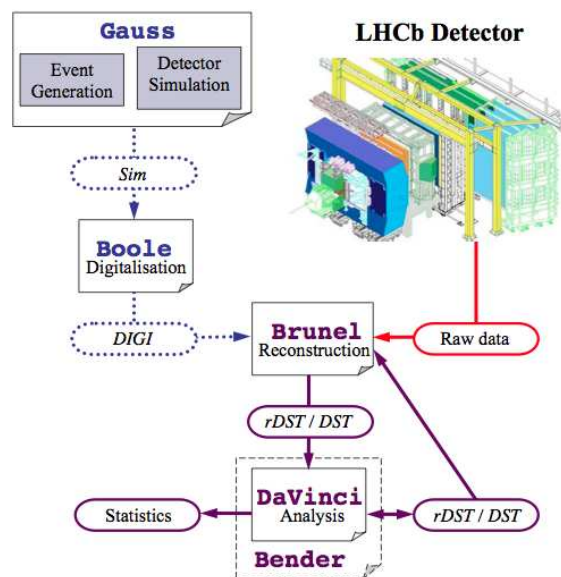 Gauss
Event
Generation
Detector
Simulation
LHCb Detector
Sim
Boole
Digitalisation
DIGI
Brunel
Reconstruction
Raw data
rDST / DST
DaVinci
Analysis
Statistics
rDST / DST
Bender